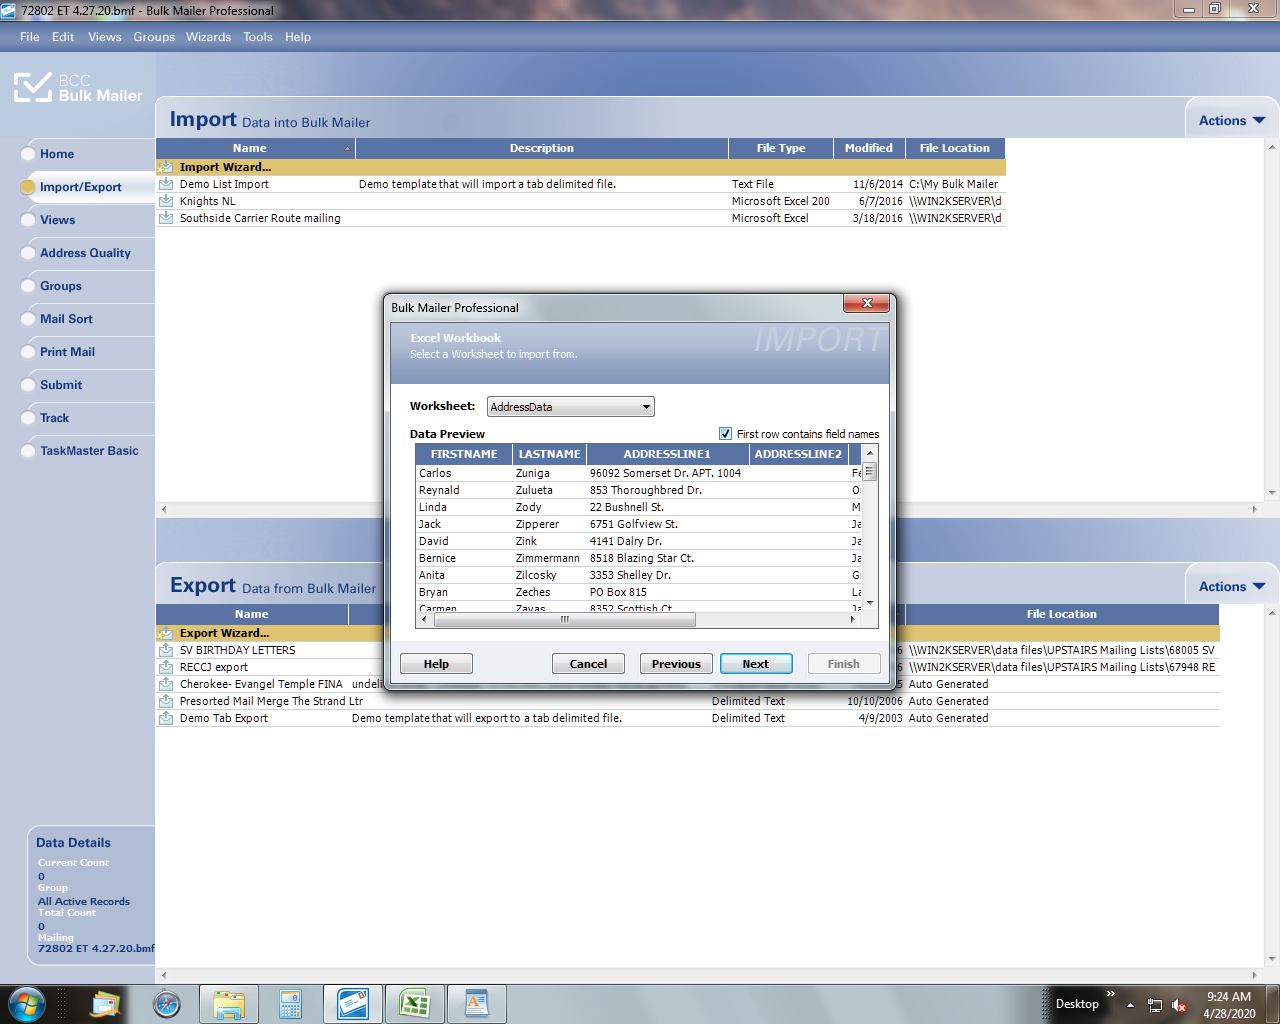 72802 ET 4.27.20.bmf - Bulk Mailer Professional
File Edit Views Groups Wizards Tools Help
BCC
Bulk Mailer
Home
Import/Export
Views
Address Quality
Groups
Mail Sort
Print Mail
Submit
Track
TaskMaster Basic
Import Data into Bulk Mailer
Actions
Name Description File Type Modified File Location
Import Wizard...
Demo List Import Demo template that will import a tab delimited file. Text File 11/6/2014 C:\My Bulk Mailer
Knights NL Microsoft Excel 200 6/7/2016 \\WIN2KSERVER\d
Southside Carrier Route mailing Microsoft Excel 3/18/2016 \\WIN2KSERVER\d
Bulk Mailer Professional
Excel Workbook
Select a Worksheet to import from.
IMPORT
Worksheet: AddressData
Data Preview First row contains field names
FIRSTNAME LASTNAME ADDRESSLINE1 ADDRESSLINE2
Carlos Zuniga 96092 Somerset Dr. APT. 1004 Fe
Reynald Zulueta 853 Thoroughbred Dr. O
Linda Zody 22 Bushnell St. M
Jack Zipperer 6751 Golfview St. Ja
David Zink 4141 Dalry Dr. Ja
Bernice Zimmermann 8518 Blazing Star Ct. Ja
Anita Zilcosky 3353 Shelley Dr. G
Bryan Zeches PO Box 815 La
Carmen Zayas 8352 Scottish Ct Ja
Help Cancel Previous Next Finish
Export Data from Bulk Mailer
Actions
Name File Location
Export Wizard...
SV BIRTHDAY LETTERS 6 \\WIN2KSERVER\data files\UPSTAIRS Mailing Lists\68005 SV
RECCJ export 6 \\WIN2KSERVER\data files\UPSTAIRS Mailing Lists\67948 RE
Cherokee- Evangel Temple FINA undeli 5 Auto Generated
Presorted Mail Merge The Strand Ltr Delimited Text 10/10/2006 Auto Generated
Demo Tab Export Demo template that will export to a tab delimited file. Delimited Text 4/9/2003 Auto Generated
Data Details
Current Count
0
Group
All Active Records
Total Count
0
Mailing
72802 ET 4.27.20.bmf
Desktop
9:24 AM
4/28/2020